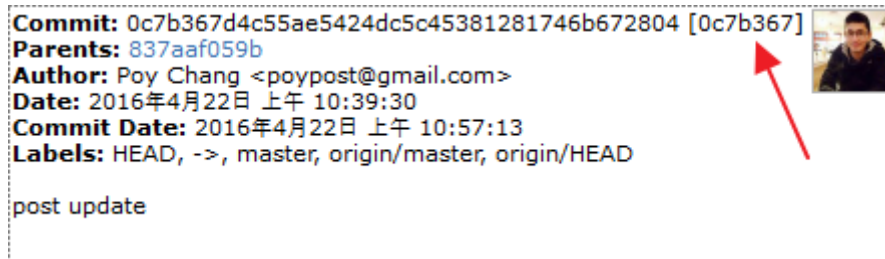 Commit: 0c7b367d4c55ae5424dc5c45381281746b672804 [0c7b367]
Parents: 837aaf059b
Author: Poy Chang <poypost@gmail.com>
Date: 2016年4月22日 上午 10:39:30
Commit Date: 2016年4月22日 上午 10:57:13
Labels: HEAD, ->, master, origin/master, origin/HEAD
post update